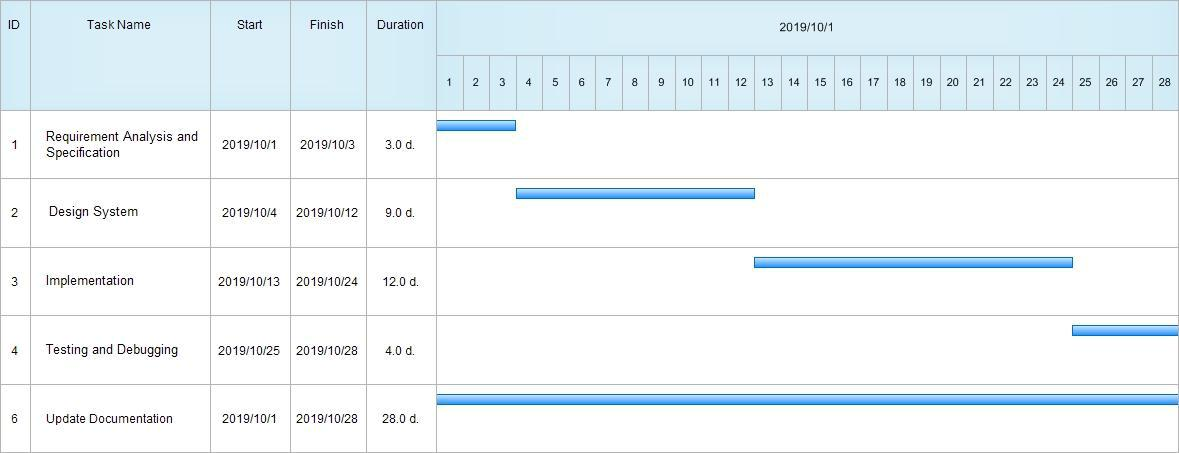 ID Task Name Start Finish Duration 2019/10/1
1 2 3 4 5 6 7 8 9 10 11 12 13 14 15 16 17 18 19 20 21 22 23 24 25 26 27 28
1 Requirement Analysis and Specification 2019/10/1 2019/10/3 3.0 d.
2 Design System 2019/10/4 2019/10/12 9.0 d.
3 Implementation 2019/10/13 2019/10/24 12.0 d.
4 Testing and Debugging 2019/10/25 2019/10/28 4.0 d.
6 Update Documentation 2019/10/1 2019/10/28 28.0 d.